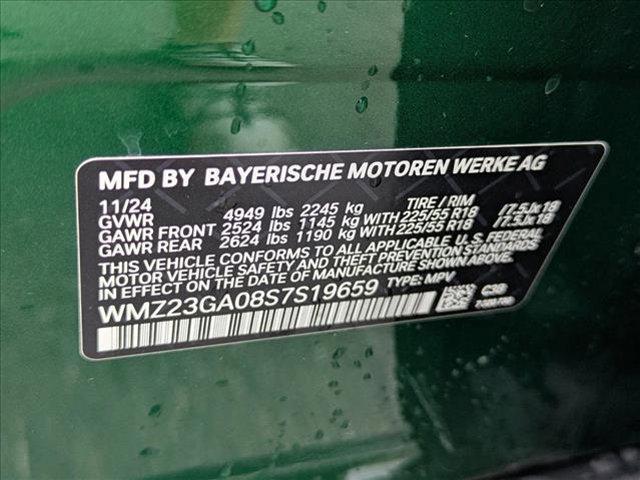 MFD BY BAYERISCHE MOTOREN WERKE AG
11/24 TIRE / RIM
GVWR 4949 lbs 2245 kg
GAWR FRONT 2524 lbs 1145 kg WITH 225/55 R18 /7.5Jx18
GAWR REAR 2624 lbs 1190 kg WITH 225/55 R18 /7.5Jx18
THIS VEHICLE CONFORMS TO ALL APPLICABLE U. S. FEDERAL
MOTOR VEHICLE SAFETY AND THEFT PREVENTION STANDARDS
IN EFFECT ON THE DATE OF MANUFACTURE SHOWN ABOVE.
WMZ23GA08S7S19659 TYPE: MPV
C3B